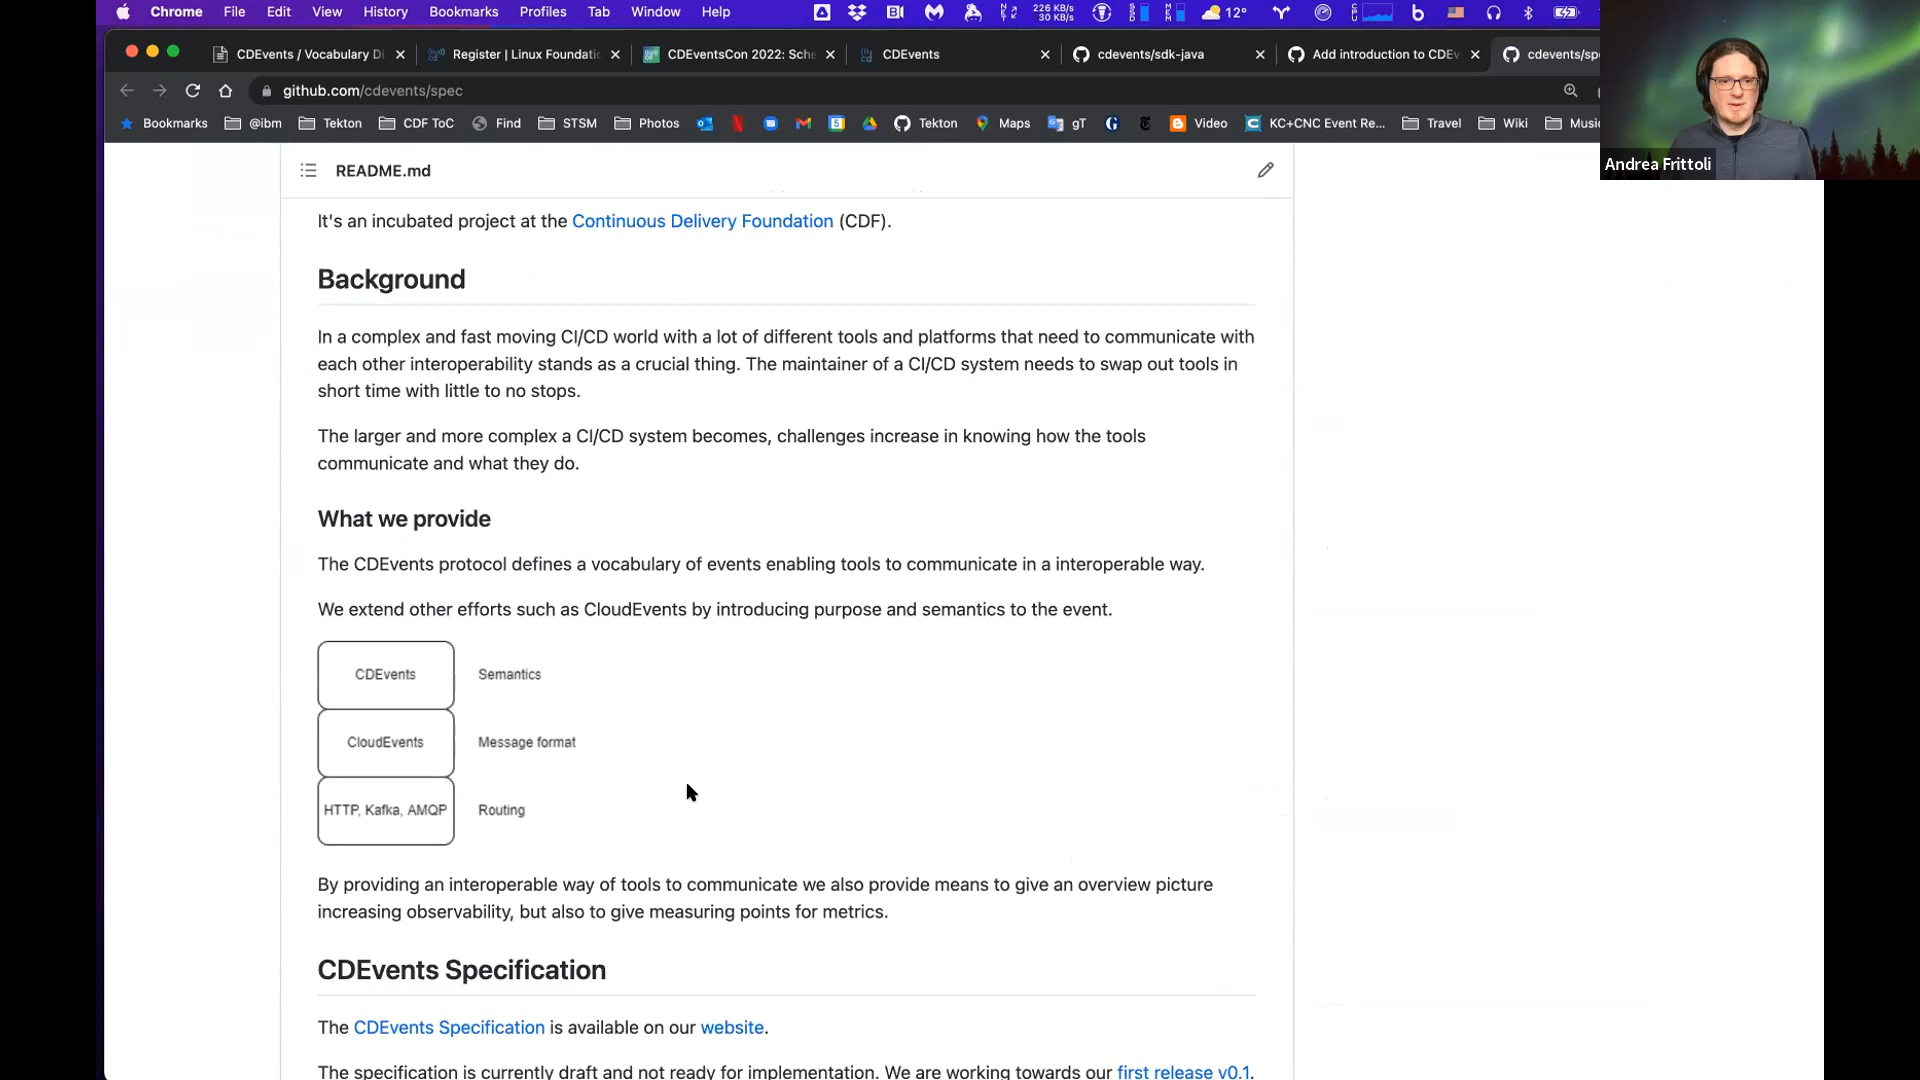 Chrome File Edit View History Bookmarks Profiles Tab Window Help 226 KB/s 30 KB/s 12°
CDEvents / Vocabulary Di Register | Linux Foundatio CDEventsCon 2022: Sche CDEvents cdevents/sdk-java Add introduction to CDEv cdevents/spe
github.com/cdevents/spec
Bookmarks @ibm Tekton CDF ToC Find STSM Photos Tekton Maps gT Video KC+CNC Event Re... Travel Wiki Music
Andrea Frittoli
README.md
It's an incubated project at the Continuous Delivery Foundation (CDF).
Background
In a complex and fast moving CI/CD world with a lot of different tools and platforms that need to communicate with
each other interoperability stands as a crucial thing. The maintainer of a CI/CD system needs to swap out tools in
short time with little to no stops.
The larger and more complex a CI/CD system becomes, challenges increase in knowing how the tools
communicate and what they do.
What we provide
The CDEvents protocol defines a vocabulary of events enabling tools to communicate in a interoperable way.
We extend other efforts such as CloudEvents by introducing purpose and semantics to the event.
CDEvents Semantics
CloudEvents Message format
HTTP, Kafka, AMQP Routing
By providing an interoperable way of tools to communicate we also provide means to give an overview picture
increasing observability, but also to give measuring points for metrics.
CDEvents Specification
The CDEvents Specification is available on our website.
The specification is currently draft and not ready for implementation. We are working towards our first release v0.1.